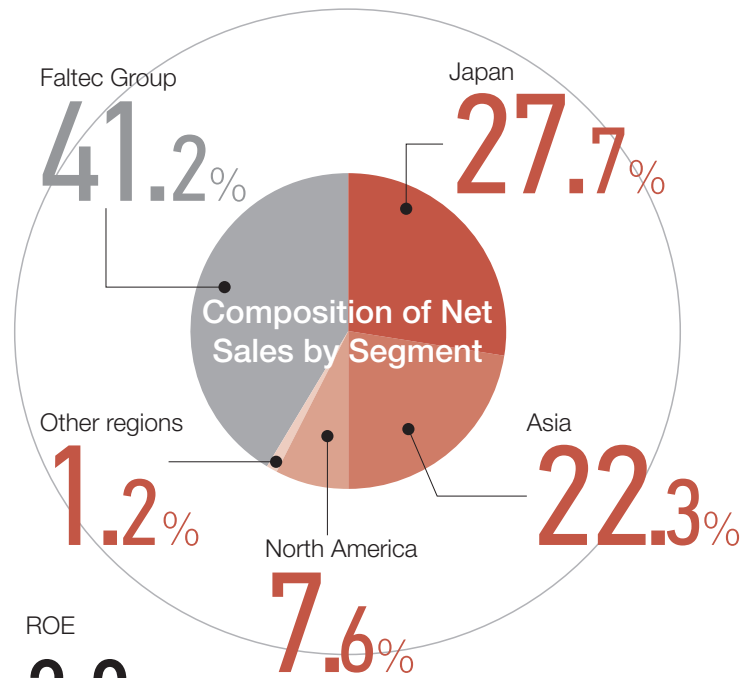 Faltec Group
41.2%
Japan
27.7%
Composition of Net
Sales by Segment
Other regions
1.2%
Asia
22.3%
North America
7.6%
ROE